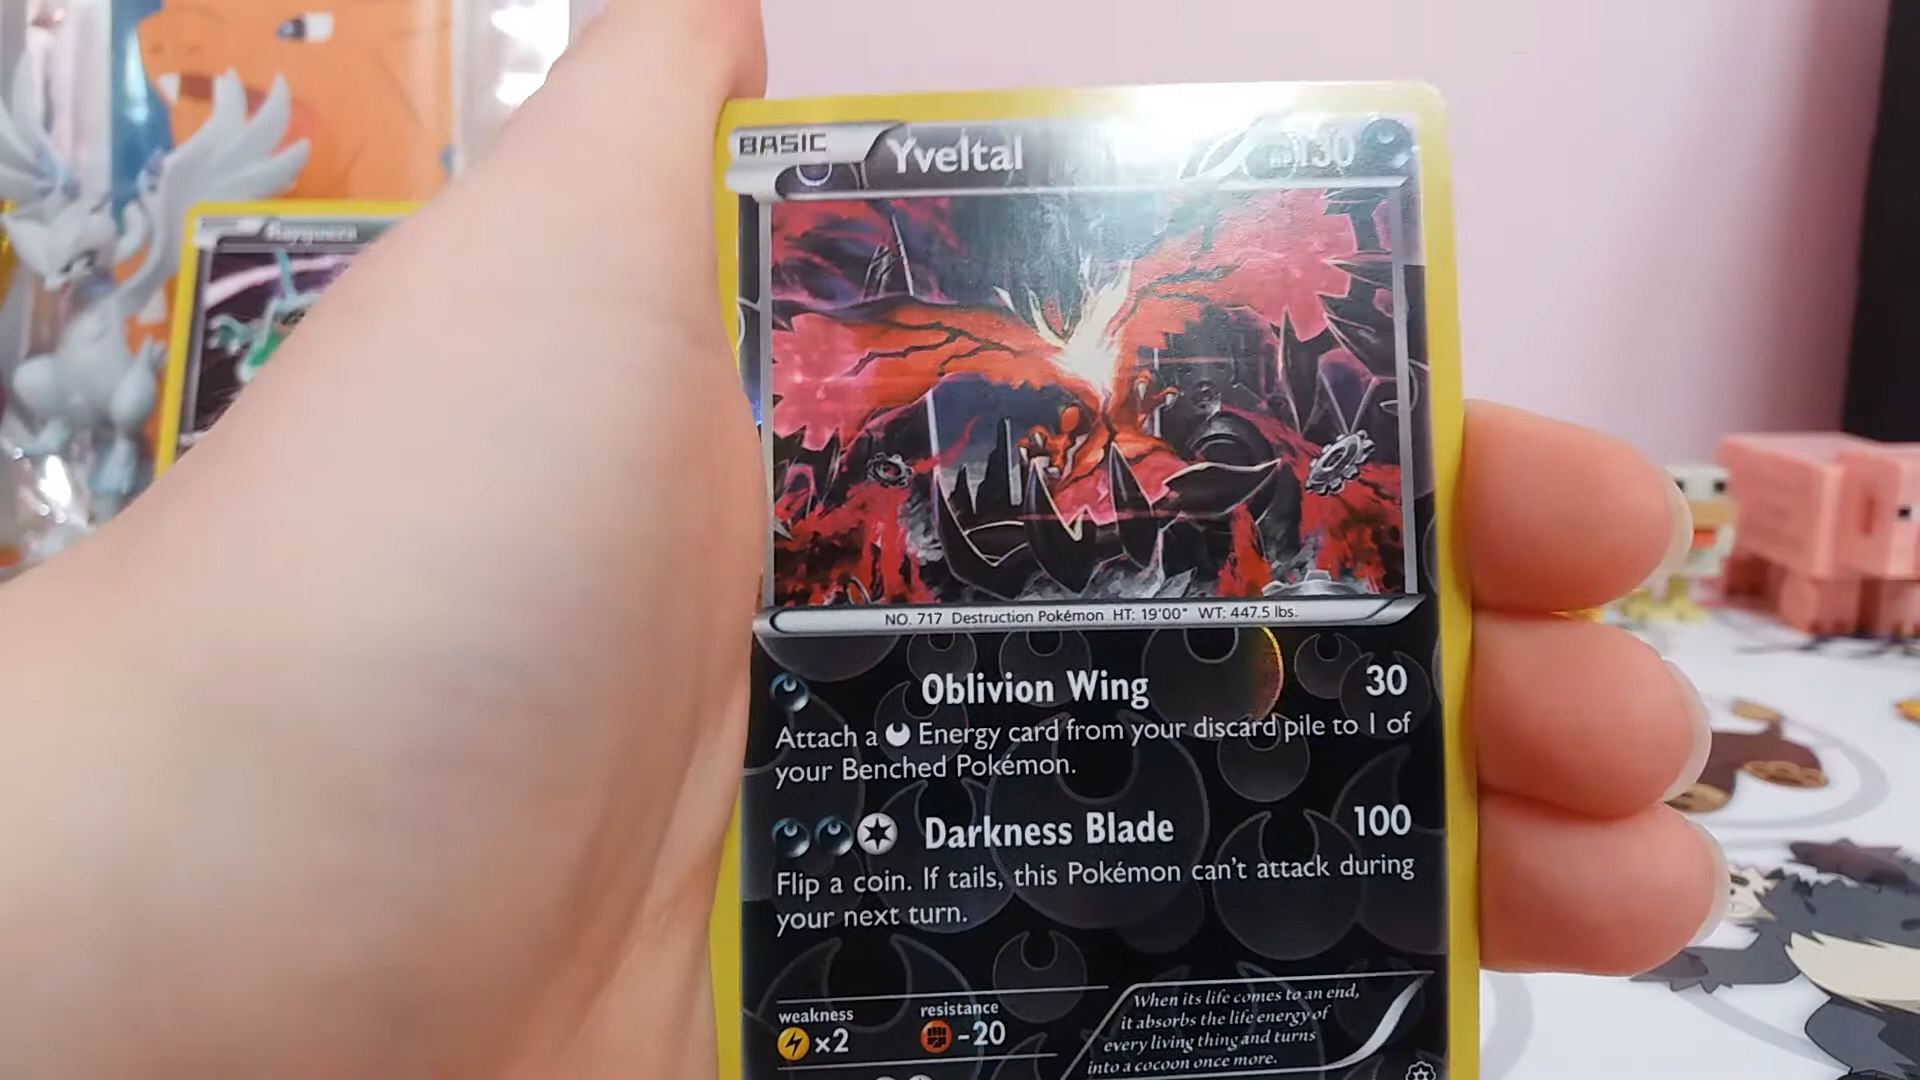 BASIC Yveltal HP130
Rayquaza
NO. 717 Destruction Pokémon HT: 19'00" WT: 447.5 lbs.
Oblivion Wing 30
Attach a Energy card from your discard pile to 1 of
your Benched Pokémon.
Darkness Blade 100
Flip a coin. If tails, this Pokémon can't attack during
your next turn.
weakness resistance
×2 -20
When its life comes to an end,
it absorbs the life energy of
every living thing and turns
into a cocoon once more.